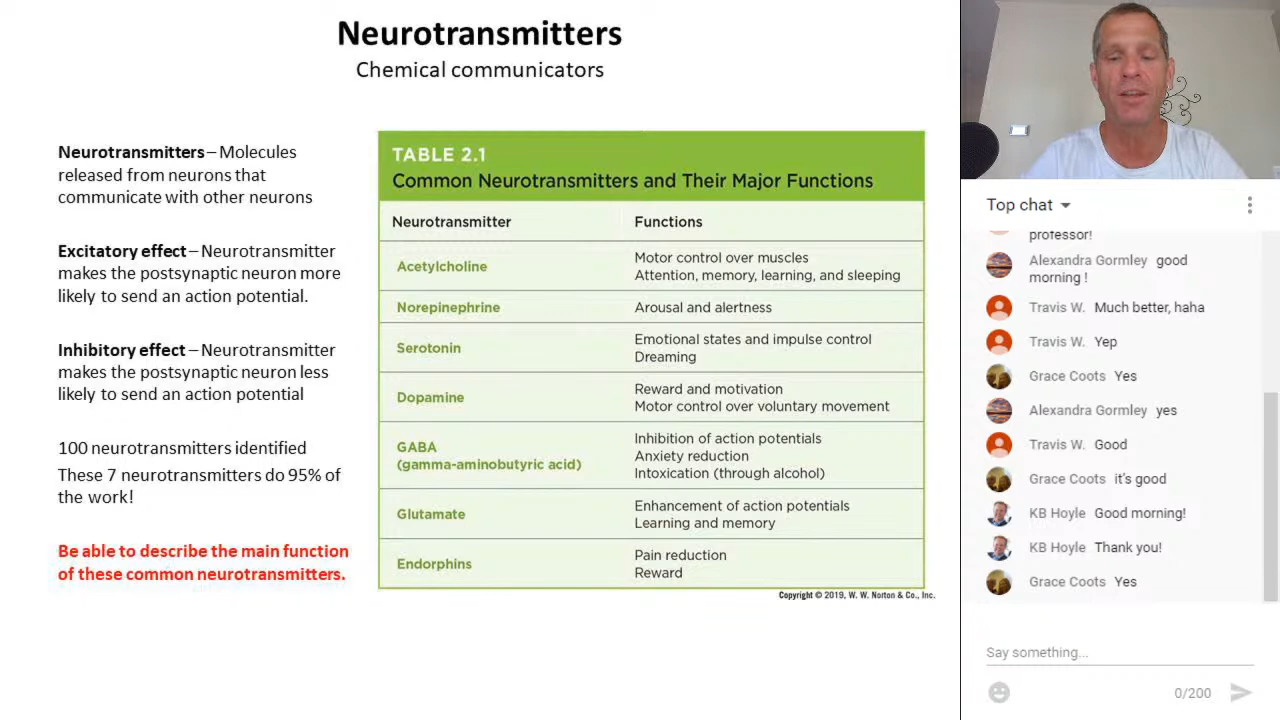 Neurotransmitters
Chemical communicators
Neurotransmitters – Molecules
released from neurons that
communicate with other neurons
Excitatory effect – Neurotransmitter
makes the postsynaptic neuron more
likely to send an action potential.
Inhibitory effect – Neurotransmitter
makes the postsynaptic neuron less
likely to send an action potential
100 neurotransmitters identified
These 7 neurotransmitters do 95% of
the work!
Be able to describe the main function
of these common neurotransmitters.
TABLE 2.1
Common Neurotransmitters and Their Major Functions
Neurotransmitter Functions
Acetylcholine
Motor control over muscles
Attention, memory, learning, and sleeping
Norepinephrine Arousal and alertness
Serotonin
Emotional states and impulse control
Dreaming
Dopamine
Reward and motivation
Motor control over voluntary movement
GABA
(gamma-aminobutyric acid)
Inhibition of action potentials
Anxiety reduction
Intoxication (through alcohol)
Glutamate
Enhancement of action potentials
Learning and memory
Endorphins
Pain reduction
Reward
Copyright © 2019, W. W. Norton & Co., Inc.
Top chat
professor!
Alexandra Gormley good
morning !
Travis W. Much better, haha
Travis W. Yep
Grace Coots Yes
Alexandra Gormley yes
Travis W. Good
Grace Coots it's good
KB Hoyle Good morning!
KB Hoyle Thank you!
Grace Coots Yes
Say something...
0/200